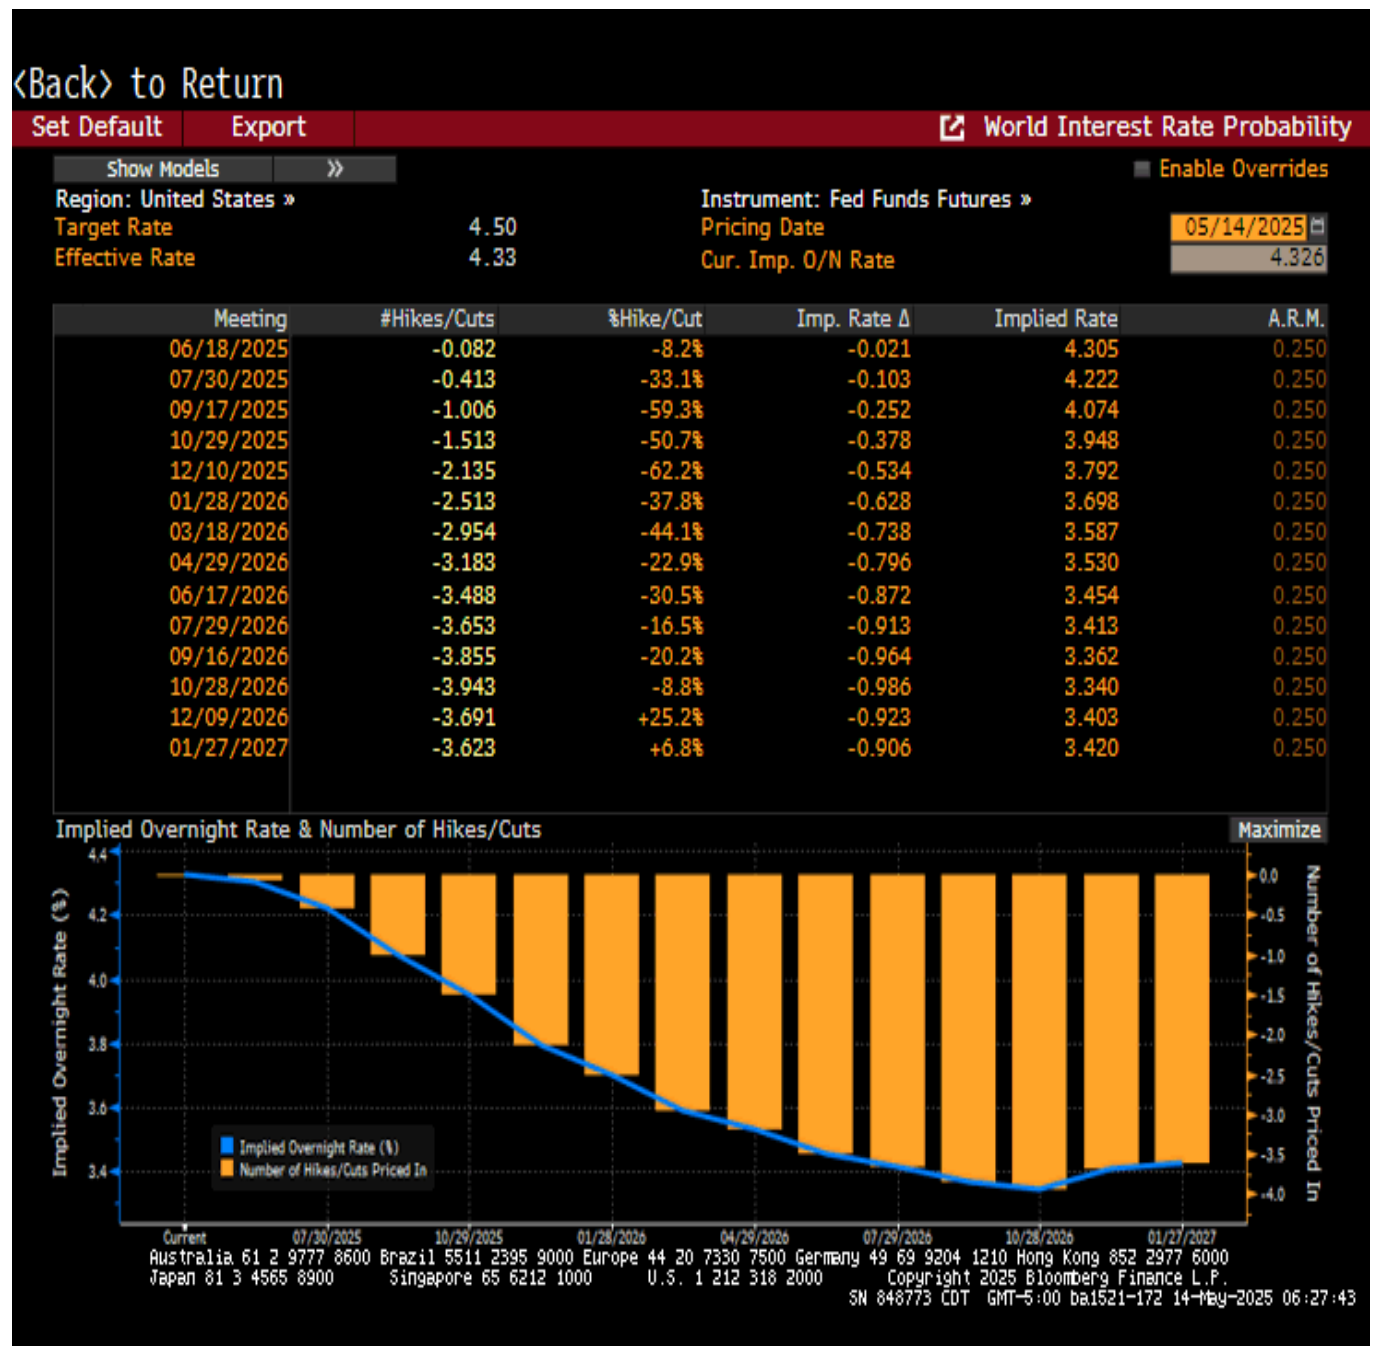 <Back> to Return
Set Default Export World Interest Rate Probability
Show Models » Enable Overrides
Region: United States » Instrument: Fed Funds Futures »
Target Rate 4.50 Pricing Date 05/14/2025
Effective Rate 4.33 Cur. Imp. O/N Rate 4.326
Meeting #Hikes/Cuts %Hike/Cut Imp. Rate Δ Implied Rate A.R.M.
06/18/2025 -0.082 -8.2% -0.021 4.305 0.250
07/30/2025 -0.413 -33.1% -0.103 4.222 0.250
09/17/2025 -1.006 -59.3% -0.252 4.074 0.250
10/29/2025 -1.513 -50.7% -0.378 3.948 0.250
12/10/2025 -2.135 -62.2% -0.534 3.792 0.250
01/28/2026 -2.513 -37.8% -0.628 3.698 0.250
03/18/2026 -2.954 -44.1% -0.738 3.587 0.250
04/29/2026 -3.183 -22.9% -0.796 3.530 0.250
06/17/2026 -3.488 -30.5% -0.872 3.454 0.250
07/29/2026 -3.653 -16.5% -0.913 3.413 0.250
09/16/2026 -3.855 -20.2% -0.964 3.362 0.250
10/28/2026 -3.943 -8.8% -0.986 3.340 0.250
12/09/2026 -3.691 +25.2% -0.923 3.403 0.250
01/27/2027 -3.623 +6.8% -0.906 3.420 0.250
Implied Overnight Rate & Number of Hikes/Cuts Maximize
Implied Overnight Rate (%)
4.4
4.2
4.0
3.8
3.6
3.4
Implied Overnight Rate (%)
Number of Hikes/Cuts Priced In
0.0
-0.5
-1.0
-1.5
-2.0
-2.5
-3.0
-3.5
-4.0
Number of Hikes/Cuts Priced In
Current 07/30/2025 10/29/2025 01/28/2026 04/29/2026 07/29/2026 10/28/2026 01/27/2027
Australia 61 2 9777 8600 Brazil 5511 2395 9000 Europe 44 20 7330 7500 Germany 49 69 9204 1210 Hong Kong 852 2977 6000
Japan 81 3 4565 8900 Singapore 65 6212 1000 U.S. 1 212 318 2000 Copyright 2025 Bloomberg Finance L.P.
SN 848773 CDT GMT-5:00 ba1521-172 14-May-2025 06:27:43